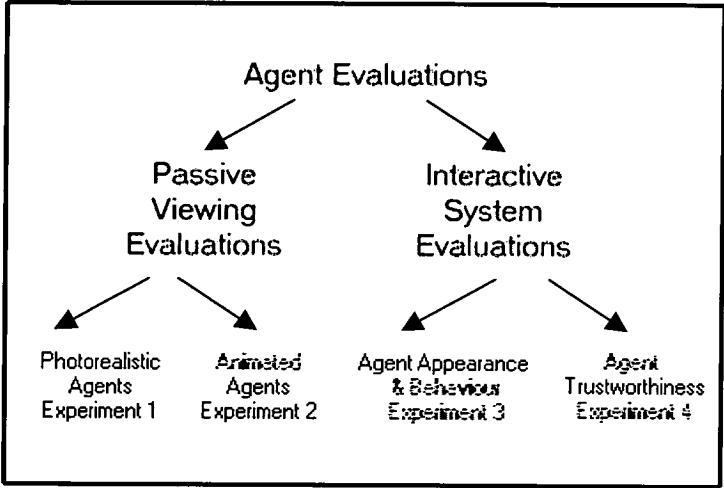 Agent Evaluations
Passive
Viewing
Evaluations
Interactive
System
Evaluations
Photorealistic
Agents
Experiment 1
Animated
Agents
Experiment 2
Agent Appearance
& Behaviour
Experiment 3
Agent
Trustworthiness
Experiment 4